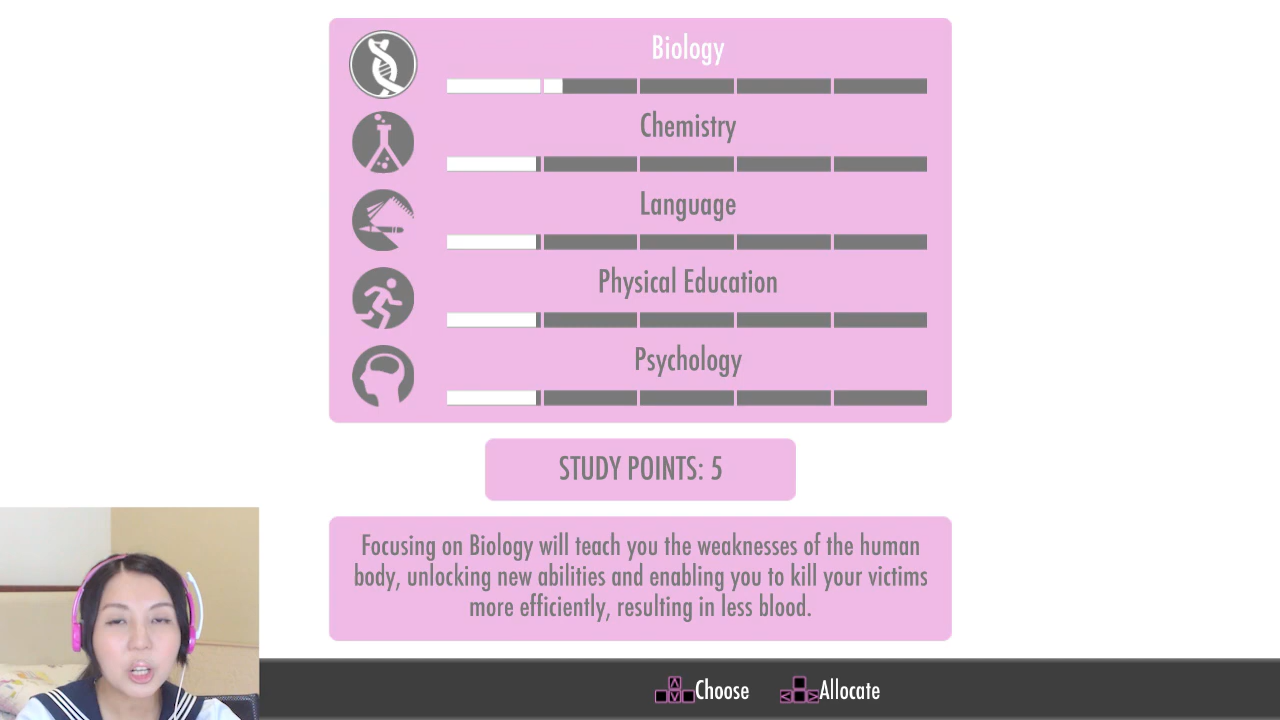 Biology
Chemistry
Language
Physical Education
Psychology
STUDY POINTS: 5
Focusing on Biology will teach you the weaknesses of the human
body, unlocking new abilities and enabling you to kill your victims
more efficiently, resulting in less blood.
Choose Allocate